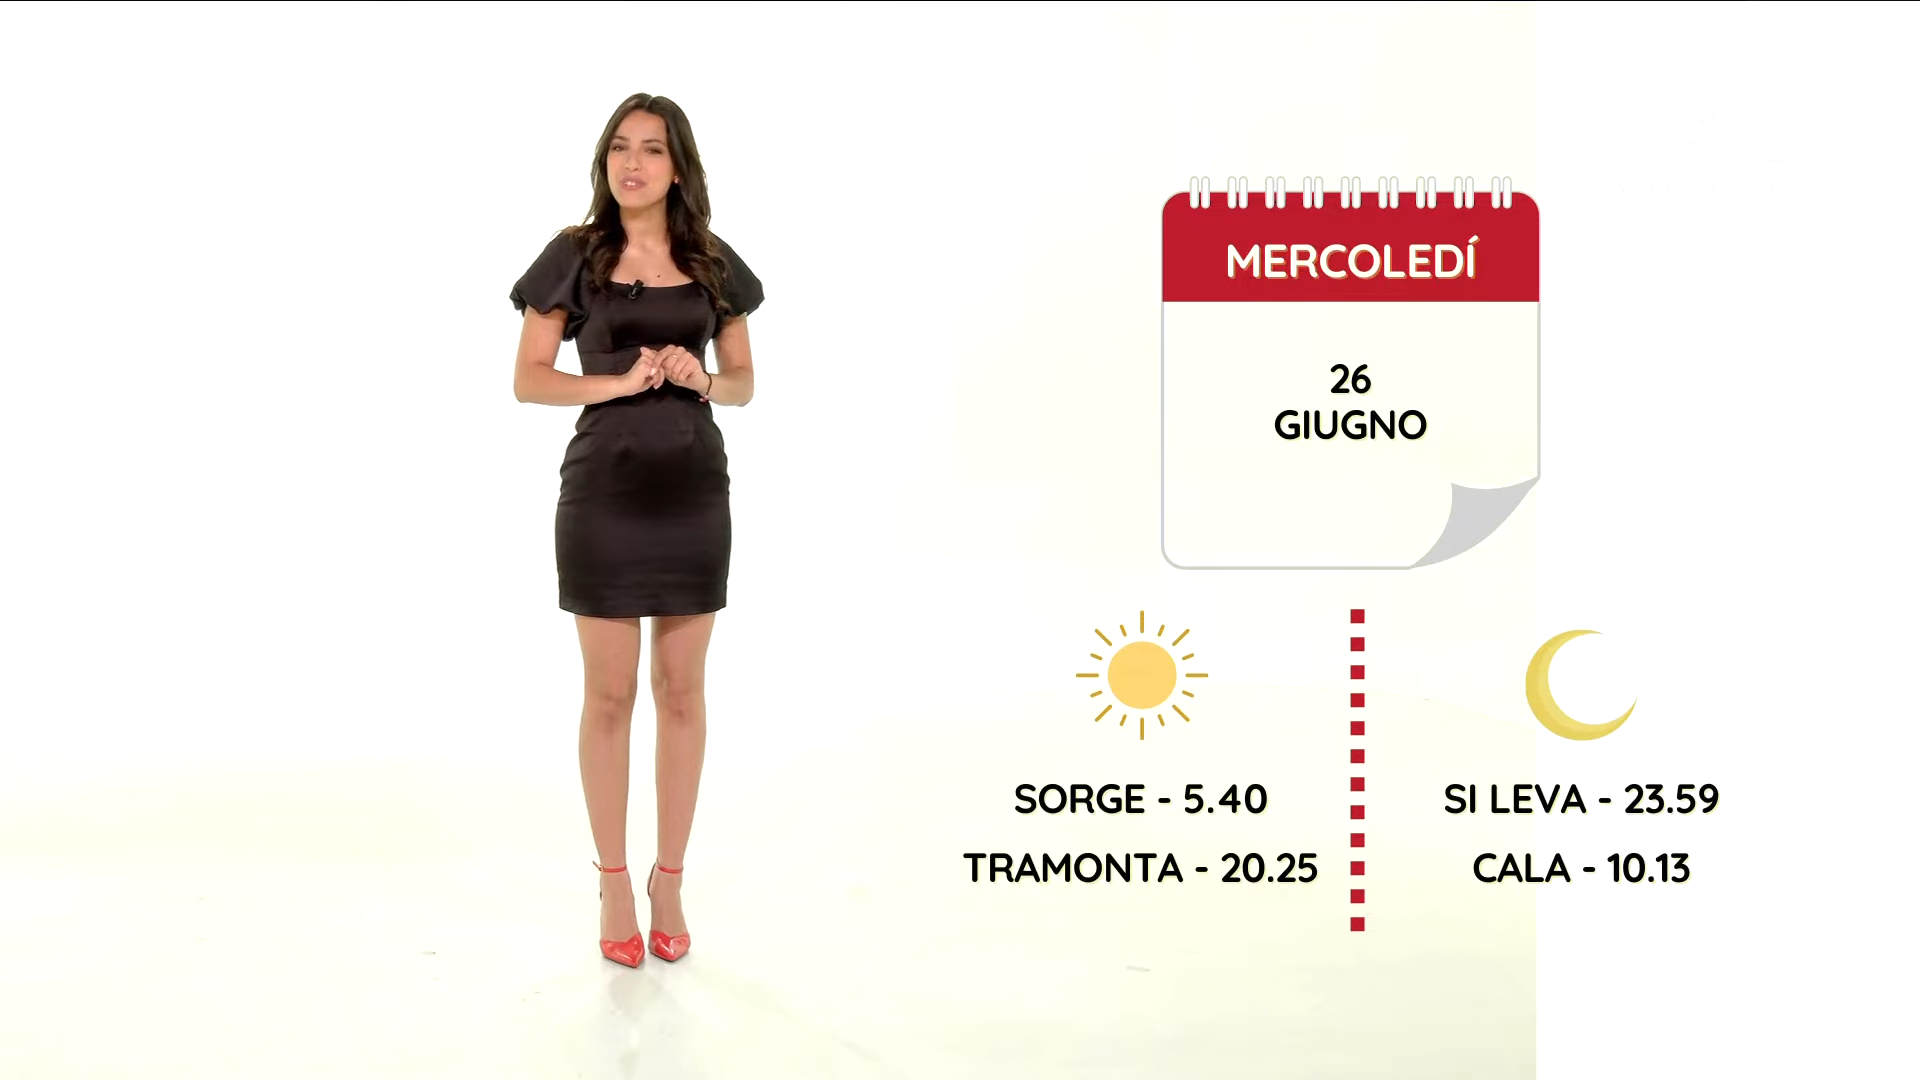 MERCOLEDÍ
26
GIUGNO
SORGE - 5.40
TRAMONTA - 20.25
SI LEVA - 23.59
CALA - 10.13